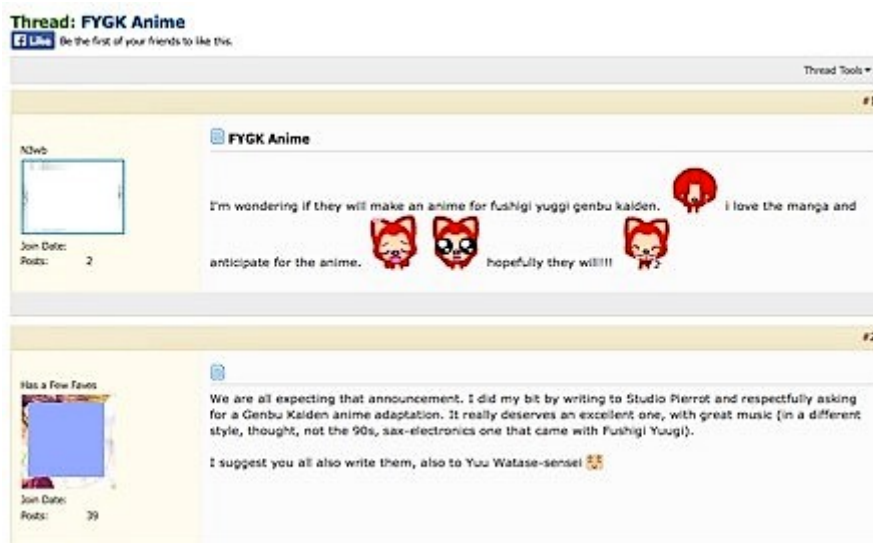 Thread: FYGK Anime
Like Be the first of your friends to like this.
Thread Tools
#1
N3wb
FYGK Anime
I'm wondering if they will make an anime for fushigi yuggi genbu kaiden. i love the manga and
anticipate for the anime. hopefully they will!!!!
Join Date:
Posts: 2
#2
Has a Few Faves
We are all expecting that announcement. I did my bit by writing to Studio Pierrot and respectfully asking
for a Genbu Kaiden anime adaptation. It really deserves an excellent one, with great music (in a different
style, thought, not the 90s, sax-electronics one that came with Fushigi Yuugi).
I suggest you all also write them, also to Yuu Watase-sensei
Join Date:
Posts: 39